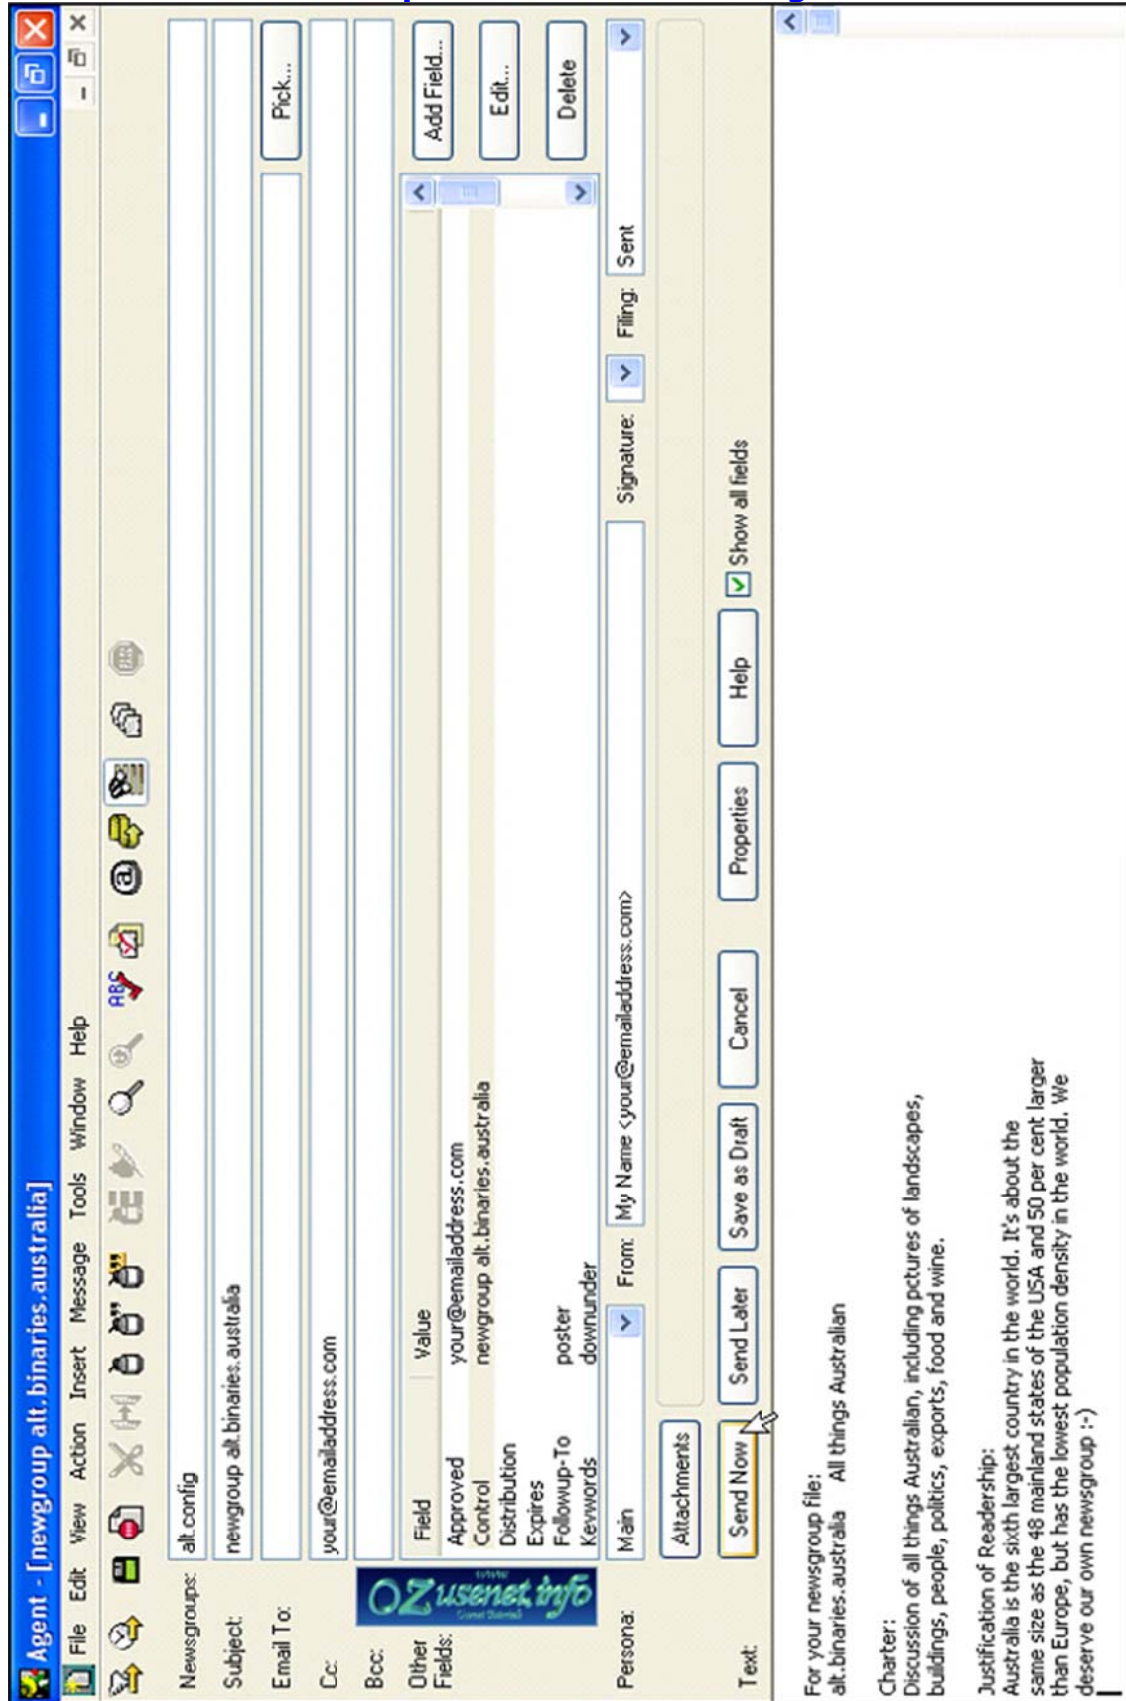 Agent - [newgroup alt.binaries.australia]
File Edit View Action Insert Message Tools Window Help
ABC
Newsgroups: alt.config
Subject: newgroup alt.binaries.australia
Email To: Pick...
Cc: your@emailaddress.com
Bcc:
www
OZusenet.info
Other Fields:
Field Value
Approved your@emailaddress.com
Control newgroup alt.binaries.australia
Distribution
Expires
Followup-To poster
Keywords downunder
Add Field...
Edit...
Delete
Persona: Main From: My Name <your@emailaddress.com> Signature: Filing: Sent
Attachments
Text: Send Now Send Later Save as Draft Cancel Properties Help Show all fields
For your newsgroup file:
alt.binaries.australia All things Australian
Charter:
Discussion of all things Australian, including pictures of landscapes,
buildings, people, politics, exports, food and wine.
Justification of Readership:
Australia is the sixth largest country in the world. It's about the
same size as the 48 mainland states of the USA and 50 per cent larger
than Europe, but has the lowest population density in the world. We
deserve our own newsgroup :-)